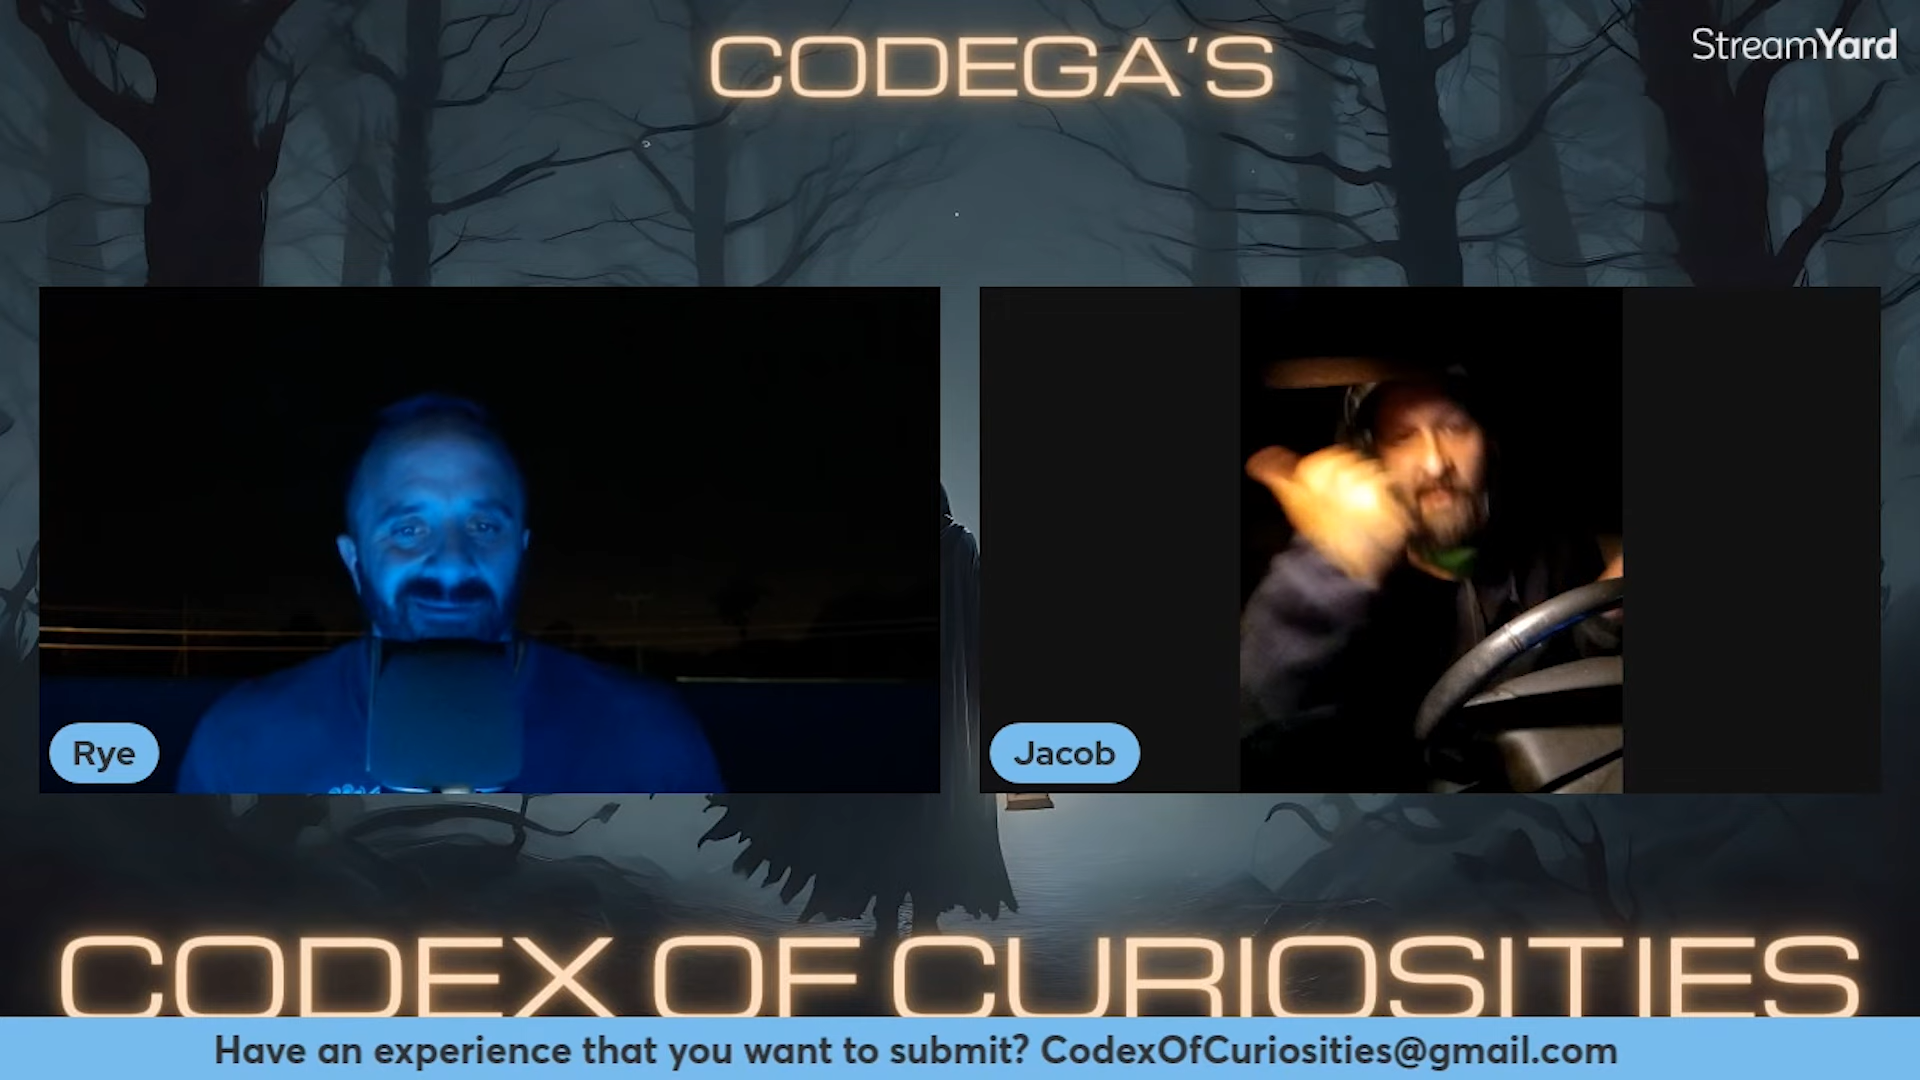 CODEGA'S
StreamYard
Rye
Jacob
CODEX OF CURIOSITIES
Have an experience that you want to submit? CodexOfCuriosities@gmail.com